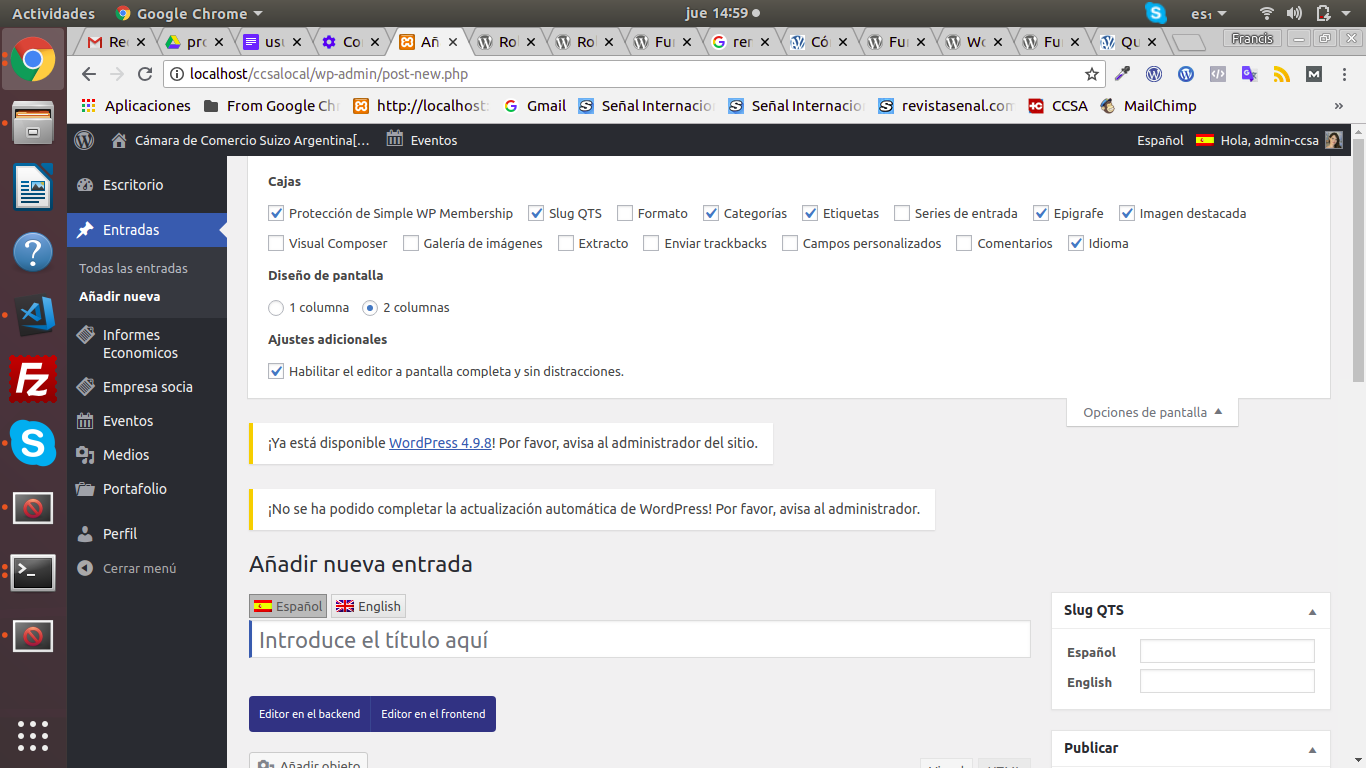 Actividades Google Chrome jue 14:59 es₁
Re pro usu Co Añ Rol Rol Fur rer Có Fur Wo Fu Qu Francis
localhost/ccsalocal/wp-admin/post-new.php
Aplicaciones From Google Chr http://localhost: Gmail Señal Internacio Señal Internacio revistasenal.com CCSA MailChimp »
Cámara de Comercio Suizo Argentina[... Eventos Español Hola, admin-ccsa
Escritorio
Entradas
Todas las entradas
Añadir nueva
Informes
Economicos
Empresa socia
Eventos
Medios
Portafolio
Perfil
Cerrar menú
Cajas
Protección de Simple WP Membership Slug QTS Formato Categorías Etiquetas Series de entrada Epigrafe Imagen destacada
Visual Composer Galería de imágenes Extracto Enviar trackbacks Campos personalizados Comentarios Idioma
Diseño de pantalla
1 columna 2 columnas
Ajustes adicionales
Habilitar el editor a pantalla completa y sin distracciones.
Opciones de pantalla
¡Ya está disponible WordPress 4.9.8! Por favor, avisa al administrador del sitio.
¡No se ha podido completar la actualización automática de WordPress! Por favor, avisa al administrador.
Añadir nueva entrada
Español English
Introduce el título aquí
Editor en el backend Editor en el frontend
Añadir objeto
Slug QTS
Español
English
Publicar